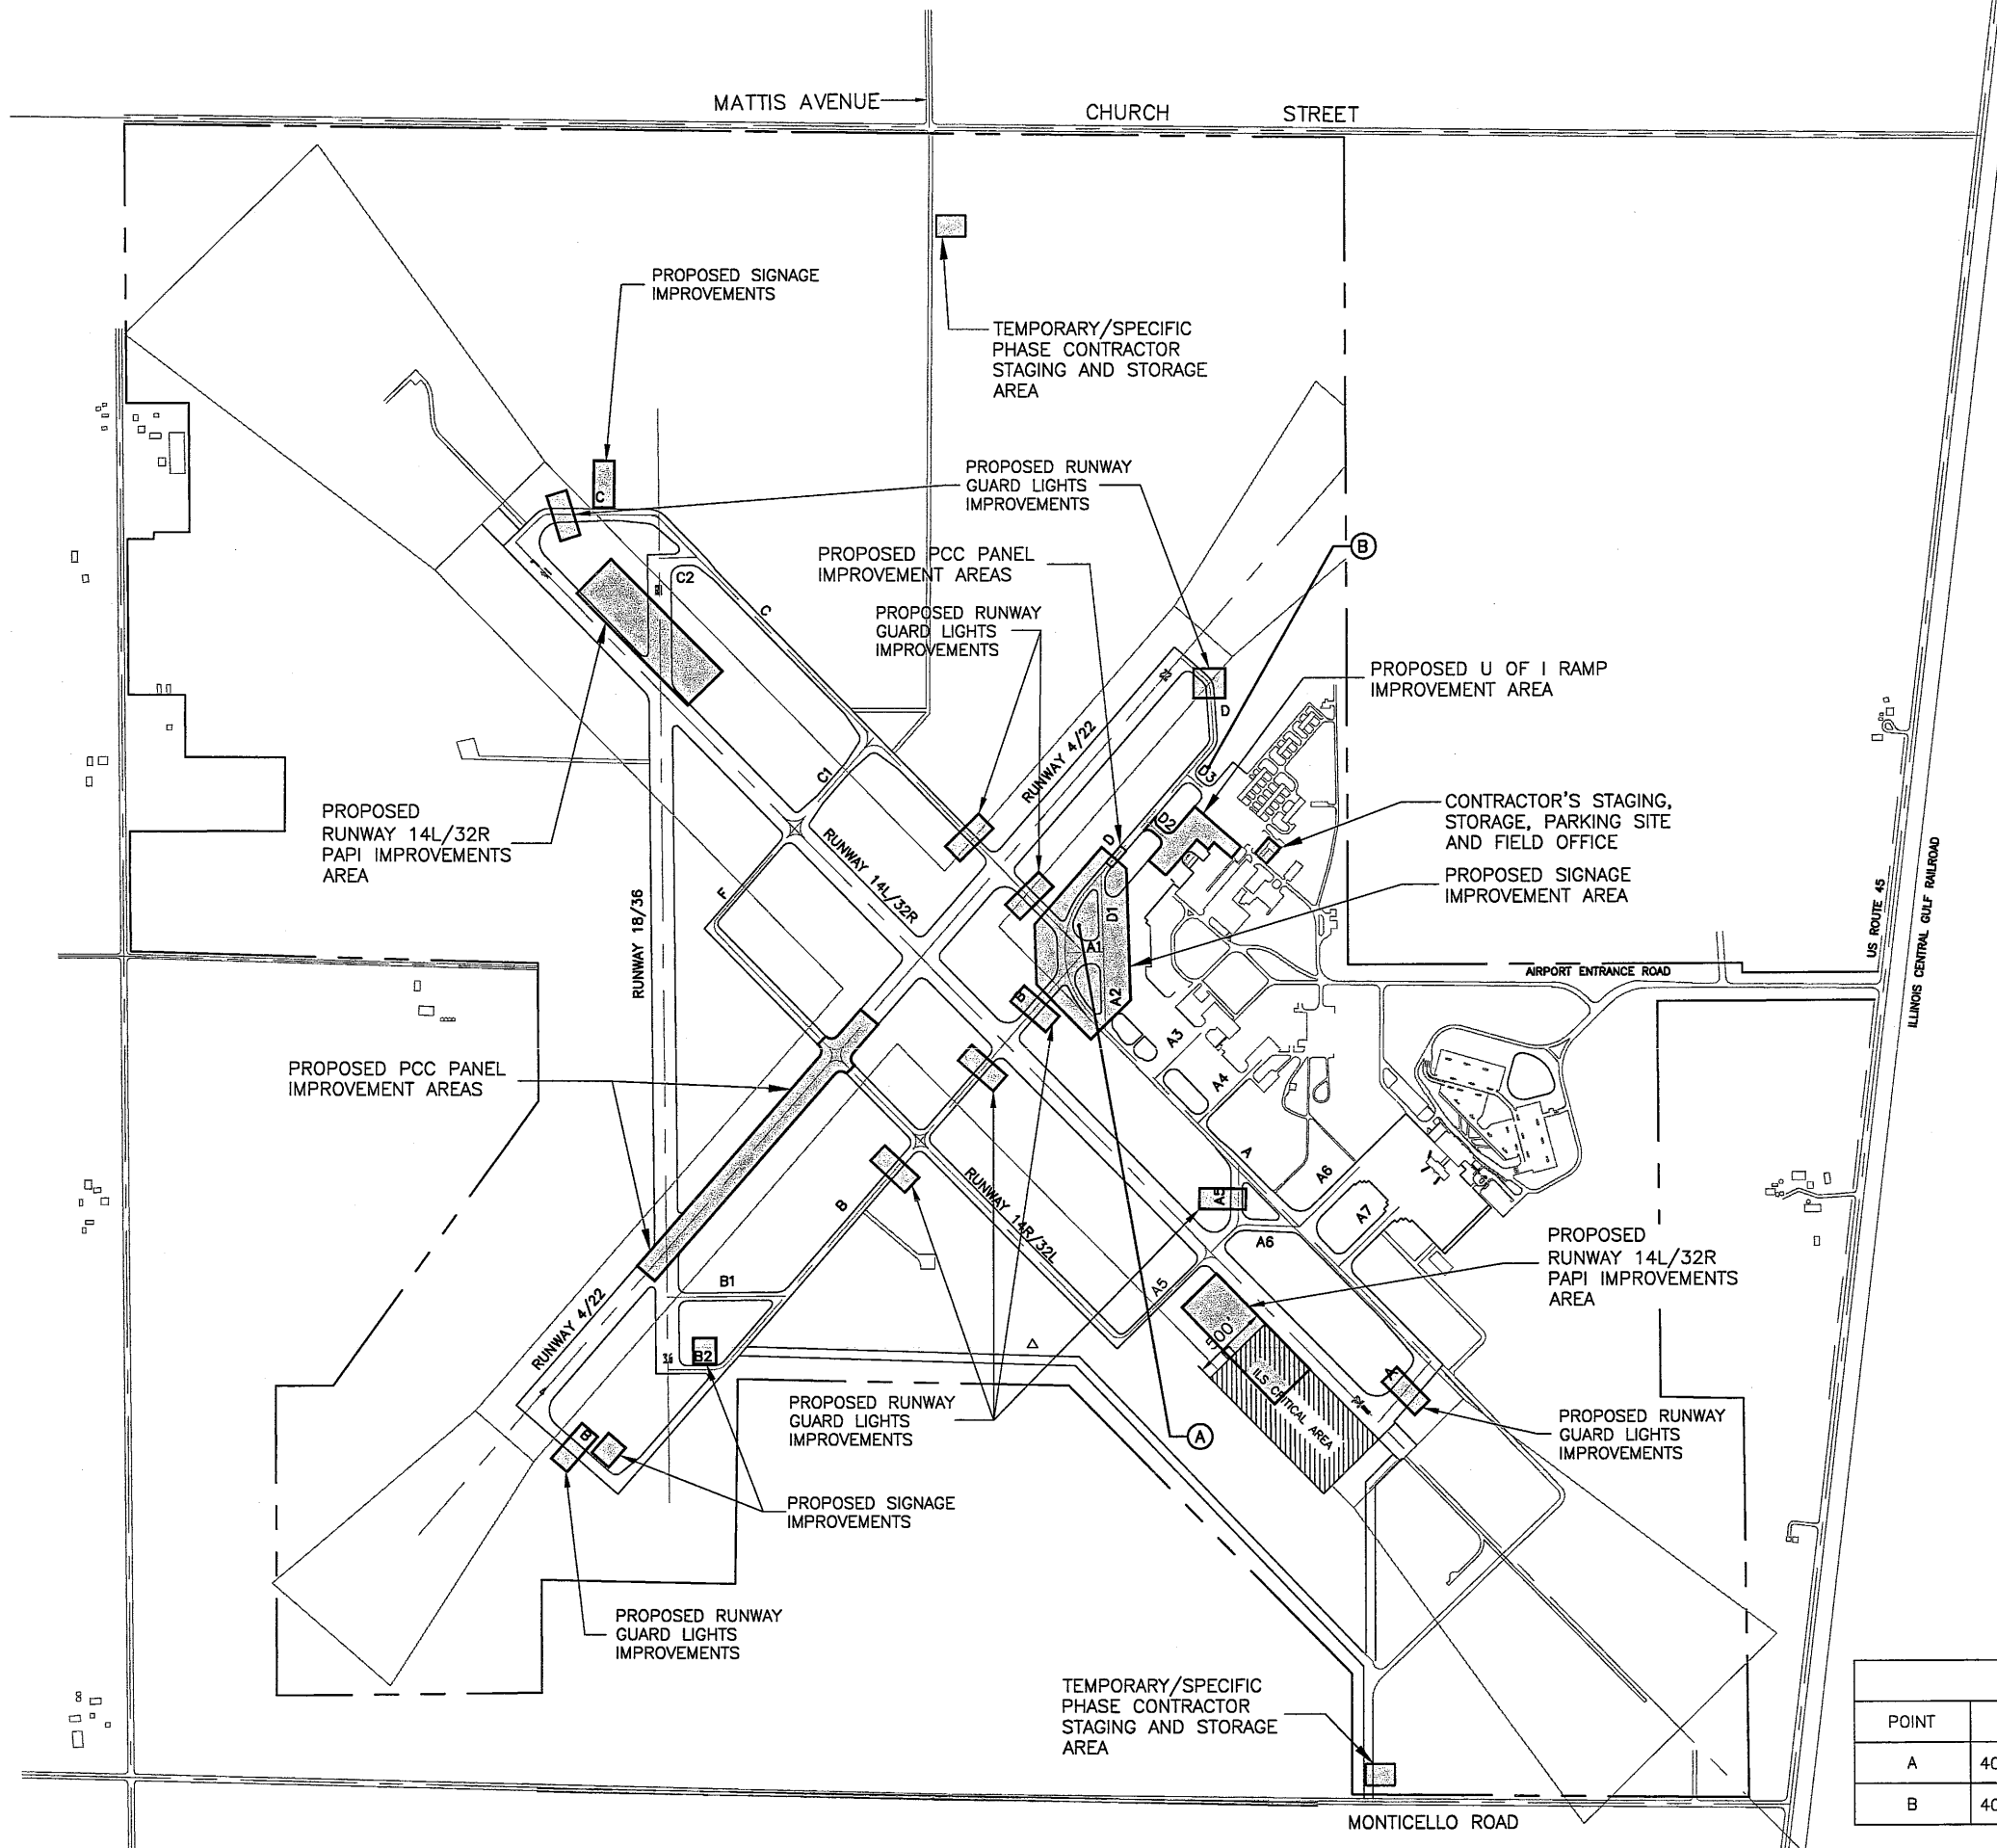 MATTIS AVENUE
CHURCH STREET
PROPOSED SIGNAGE
IMPROVEMENTS
TEMPORARY/SPECIFIC
PHASE CONTRACTOR
STAGING AND STORAGE
AREA
PROPOSED RUNWAY
GUARD LIGHTS
IMPROVEMENTS
C
B
PROPOSED PCC PANEL
IMPROVEMENT AREAS
C2
C
PROPOSED RUNWAY
GUARD LIGHTS
IMPROVEMENTS
PROPOSED U OF I RAMP
IMPROVEMENT AREA
22
D
RUNWAY 4/22
D3
C1
CONTRACTOR'S STAGING,
STORAGE, PARKING SITE
AND FIELD OFFICE
PROPOSED
RUNWAY 14L/32R
PAPI IMPROVEMENTS
AREA
D2
D
RUNWAY 14L/32R
PROPOSED SIGNAGE
IMPROVEMENT AREA
F
D1
RUNWAY 18/36
A1
US ROUTE 45
ILLINOIS CENTRAL GULF RAILROAD
AIRPORT ENTRANCE ROAD
A2
B
A3
PROPOSED PCC PANEL
IMPROVEMENT AREAS
A4
A
A6
A5
B
RUNWAY 14R/32L
A7
A6
PROPOSED
RUNWAY 14L/32R
PAPI IMPROVEMENTS
AREA
B1
A5
RUNWAY 4/22
400'
36
B2
ILS CRITICAL AREA
A
PROPOSED RUNWAY
GUARD LIGHTS
IMPROVEMENTS
PROPOSED RUNWAY
GUARD LIGHTS
IMPROVEMENTS
A
B
PROPOSED SIGNAGE
IMPROVEMENTS
PROPOSED RUNWAY
GUARD LIGHTS
IMPROVEMENTS
TEMPORARY/SPECIFIC
PHASE CONTRACTOR
STAGING AND STORAGE
AREA
POINT
A 40
B 40
MONTICELLO ROAD